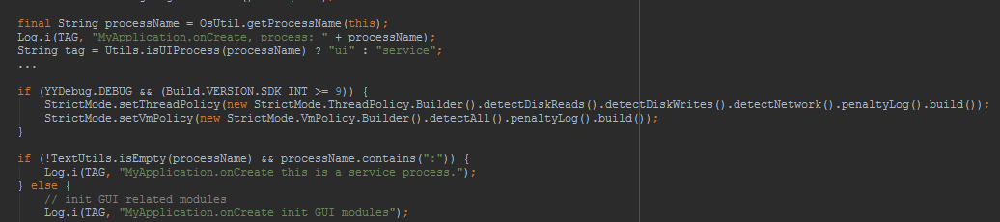 final String processName = OsUtil.getProcessName(this);
Log.i(TAG, "MyApplication.onCreate, process: " + processName);
String tag = Utils.isUIProcess(processName) ? "ui" : "service";
...
if (YYDebug.DEBUG && (Build.VERSION.SDK_INT >= 9)) {
StrictMode.setThreadPolicy(new StrictMode.ThreadPolicy.Builder().detectDiskReads().detectDiskWrites().detectNetwork().penaltyLog().build());
StrictMode.setVmPolicy(new StrictMode.VmPolicy.Builder().detectAll().penaltyLog().build());
}
if (!TextUtils.isEmpty(processName) && processName.contains(":")) {
Log.i(TAG, "MyApplication.onCreate this is a service process.");
} else {
// init GUI related modules
Log.i(TAG, "MyApplication.onCreate init GUI modules");